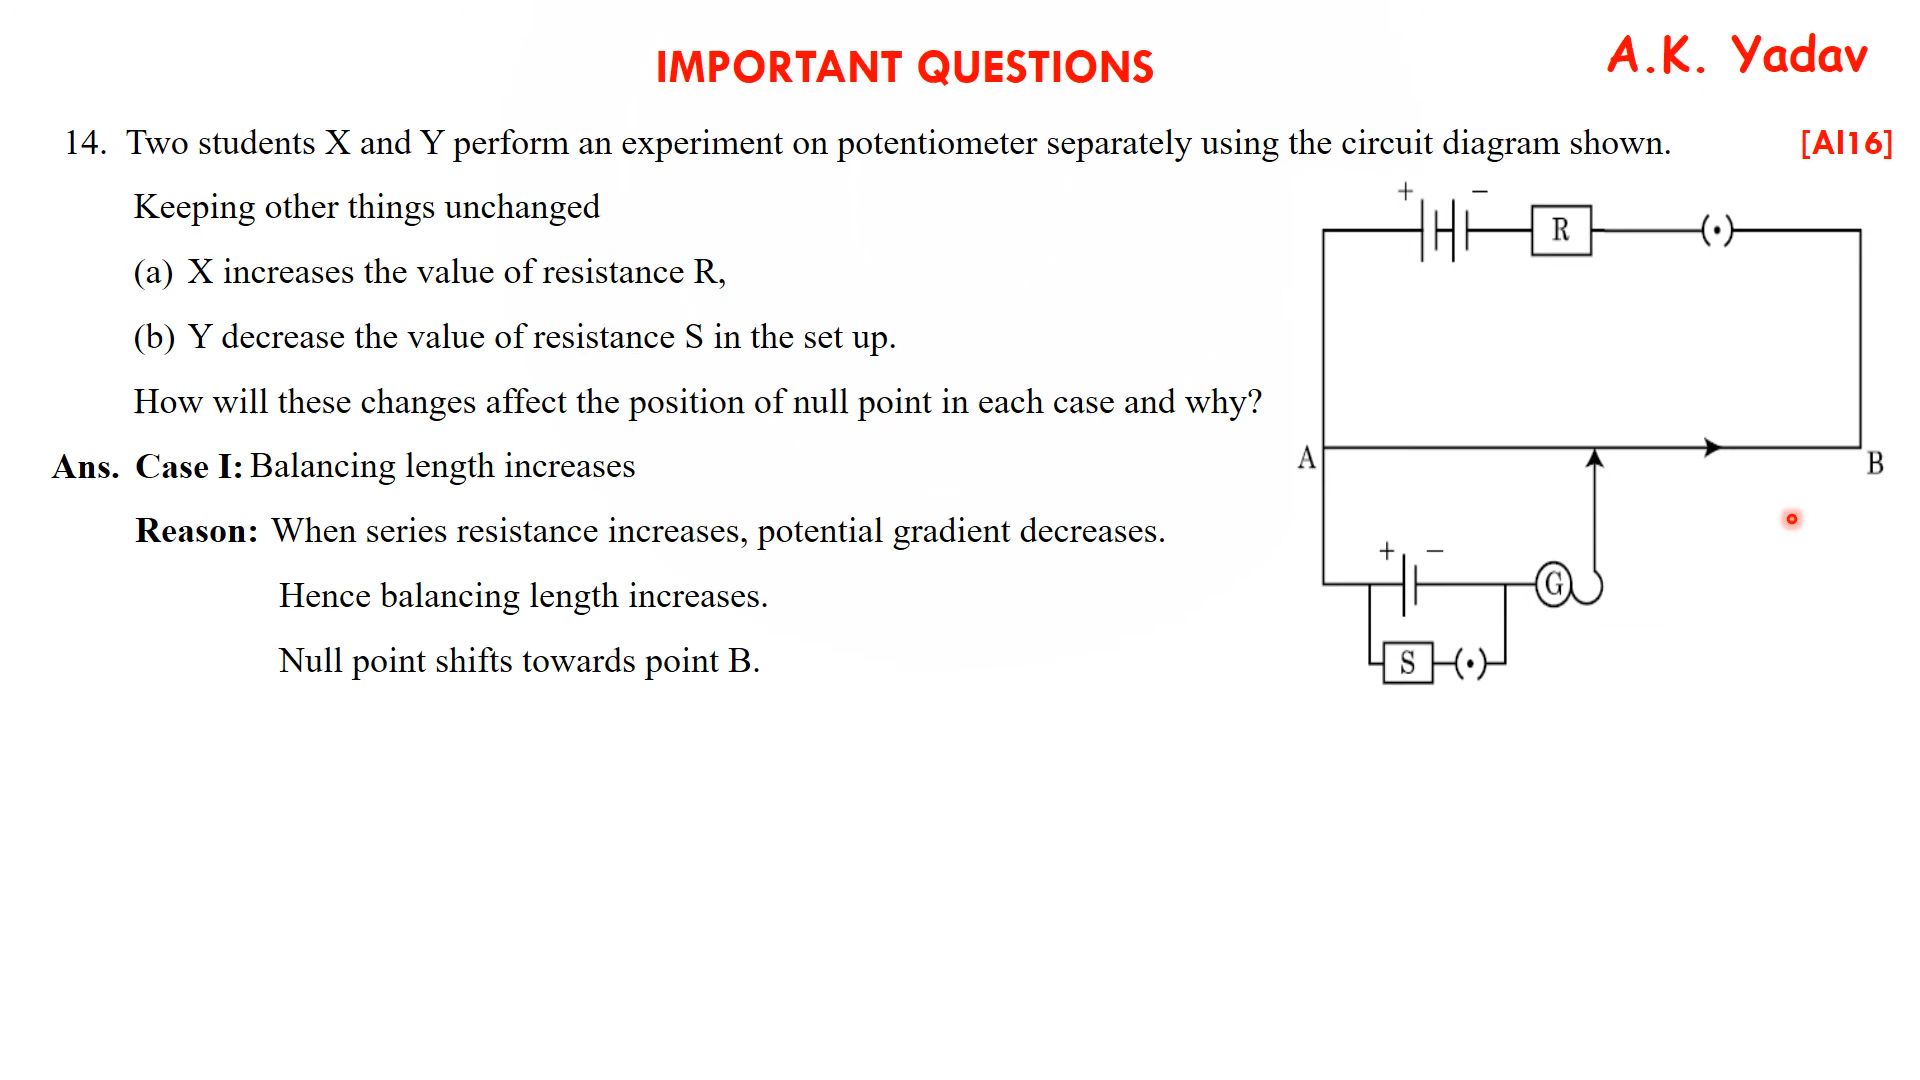 IMPORTANT QUESTIONS
A.K. Yadav
14. Two students X and Y perform an experiment on potentiometer separately using the circuit diagram shown. [AI16]
Keeping other things unchanged
(a) X increases the value of resistance R,
(b) Y decrease the value of resistance S in the set up.
How will these changes affect the position of null point in each case and why?
Ans. Case I: Balancing length increases
Reason: When series resistance increases, potential gradient decreases.
Hence balancing length increases.
Null point shifts towards point B.
+ −
R
(•)
A
B
+ −
G
S
(•)